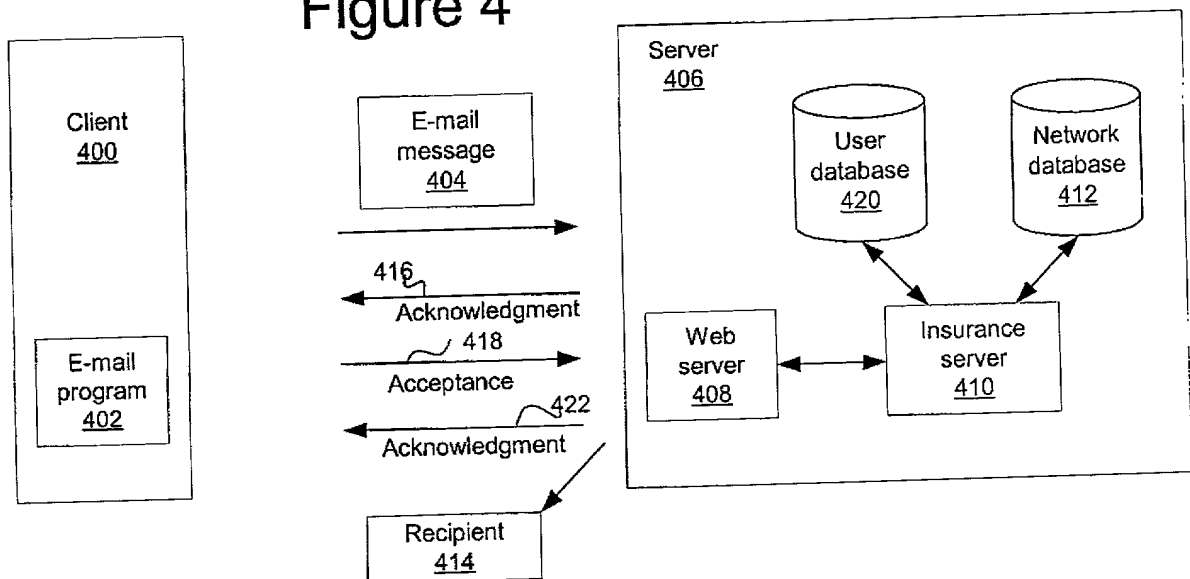 Figure 4
Client
400
E-mail
program
402
E-mail
message
404
416
Acknowledgment
418
Acceptance
422
Acknowledgment
Recipient
414
Server
406
User
database
420
Network
database
412
Web
server
408
Insurance
server
410